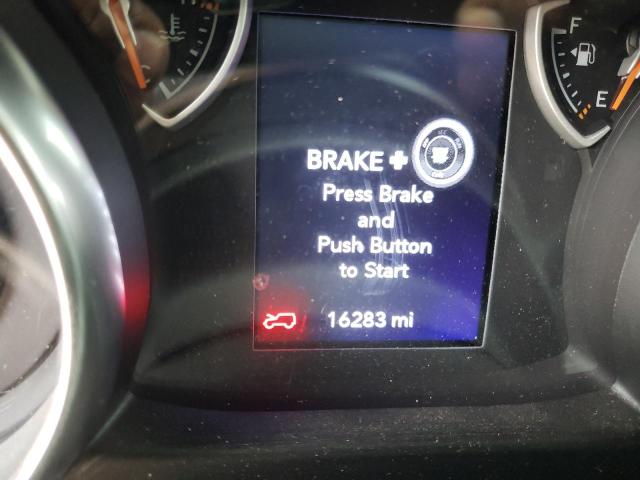 F
E
C
BRAKE +
Press Brake
and
Push Button
to Start
16283 mi